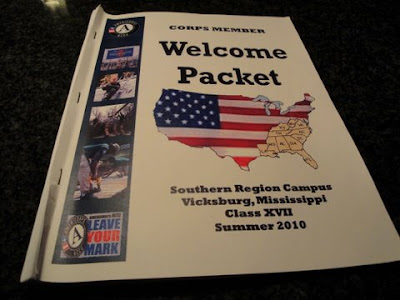 CORPS MEMBER
Welcome
Packet
Southern Region Campus
Vicksburg, Mississippi
Class XVII
Summer 2010
A
LEAVE
YOUR
MARK